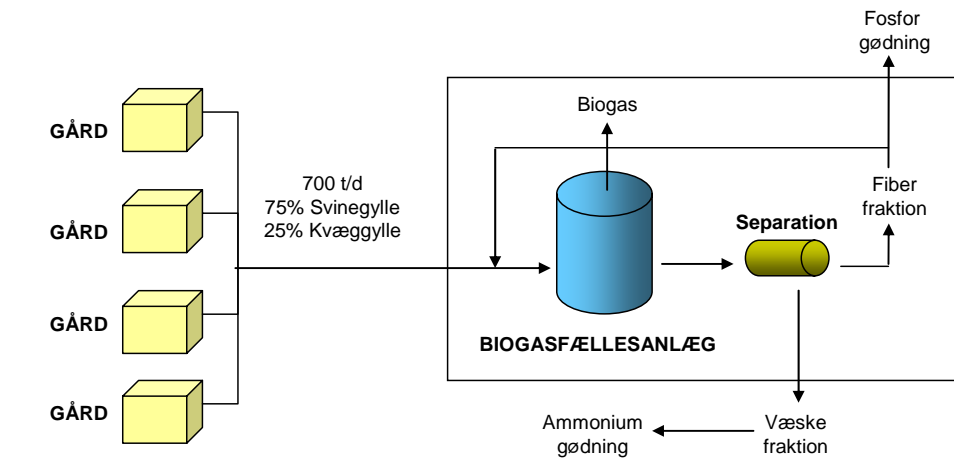 Fosfor
gødning
Biogas
GÅRD
700 t/d
75% Svinegylle
25% Kvæggylle
Fiber
fraktion
GÅRD
Separation
GÅRD
BIOGASFÆLLESANLÆG
GÅRD
Ammonium
gødning
Væske
fraktion